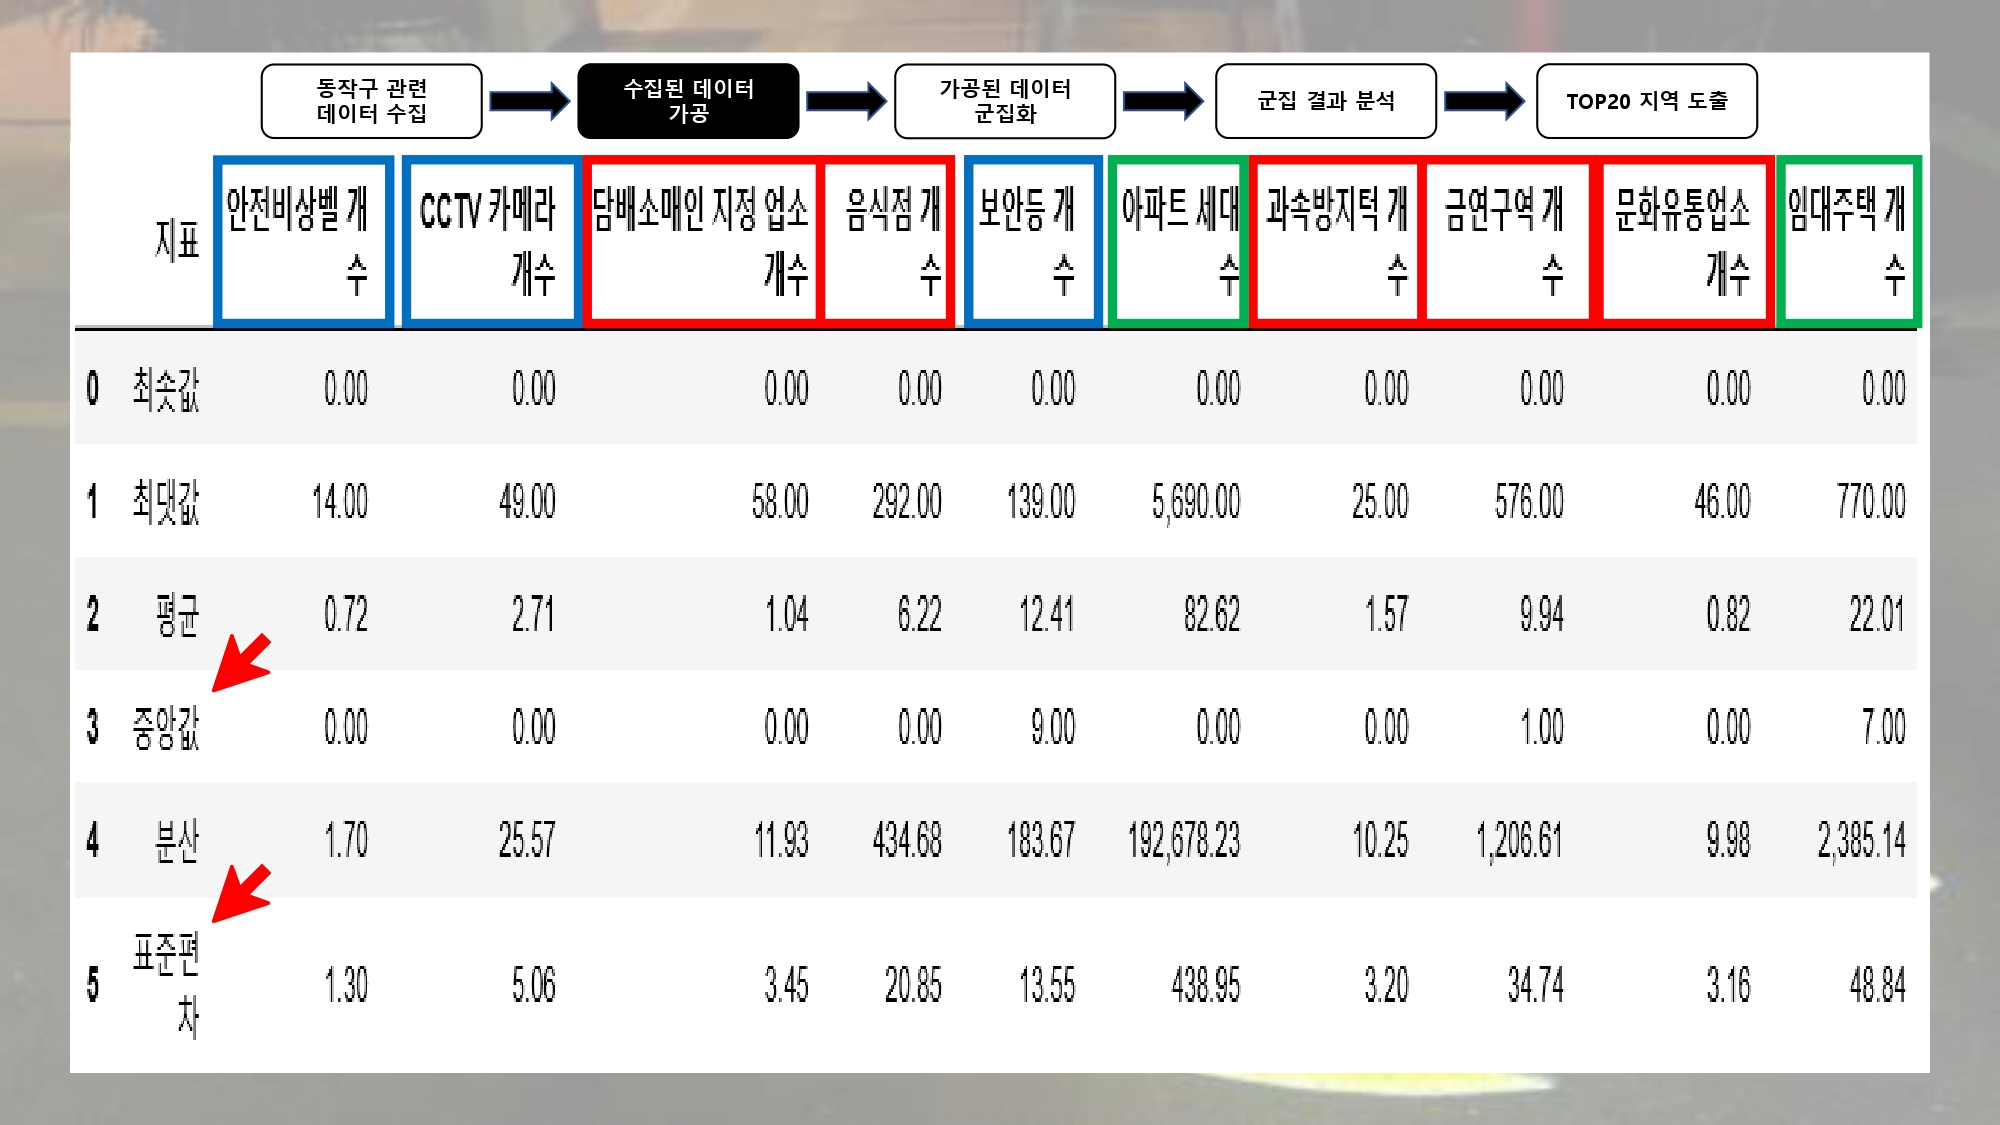 동작구 관련
데이터 수집
수집된 데이터
가공
가공된 데이터
군집화
군집 결과 분석
TOP20 지역 도출
지표 안전비상벨 개수 CCTV 카메라 개수 담배소매인 지정 업소 개수 음식점 개수 보안등 개수 아파트 세대수 과속방지턱 개수 금연구역 개수 문화유통업소 개수 임대주택 개수
0 최솟값 0.00 0.00 0.00 0.00 0.00 0.00 0.00 0.00 0.00 0.00
1 최댓값 14.00 49.00 58.00 292.00 139.00 5,690.00 25.00 576.00 46.00 770.00
2 평균 0.72 2.71 1.04 6.22 12.41 82.62 1.57 9.94 0.82 22.01
3 중앙값 0.00 0.00 0.00 0.00 9.00 0.00 0.00 1.00 0.00 7.00
4 분산 1.70 25.57 11.93 434.68 183.67 192,678.23 10.25 1,206.61 9.98 2,385.14
5 표준편차 1.30 5.06 3.45 20.85 13.55 438.95 3.20 34.74 3.16 48.84